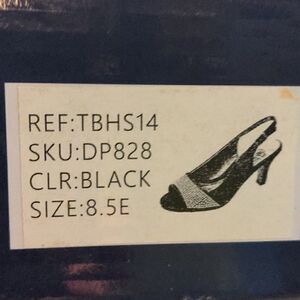 REF:TBHS14
SKU:DP828
CLR:BLACK
SIZE:8.5E